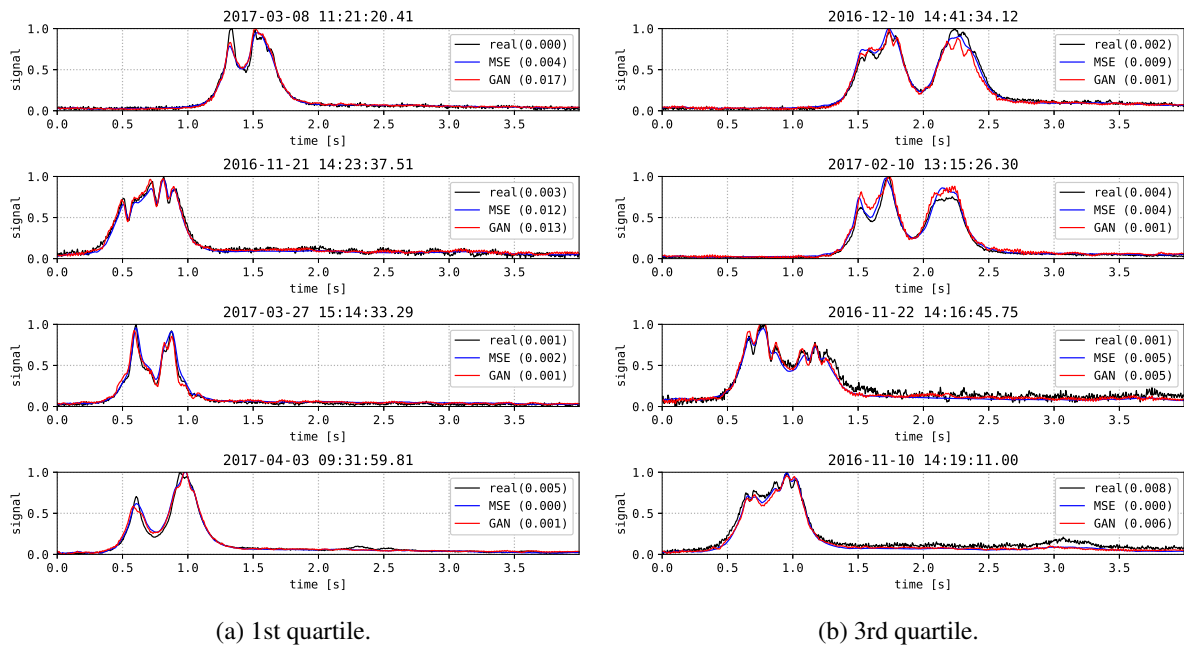 2017-03-08 11:21:20.41
signal
1.0
0.5
0.0
real(0.000)
MSE (0.004)
GAN (0.017)
0.0 0.5 1.0 1.5 2.0 2.5 3.0 3.5
time [s]
2016-11-21 14:23:37.51
signal
1.0
0.5
0.0
real(0.003)
MSE (0.012)
GAN (0.013)
0.0 0.5 1.0 1.5 2.0 2.5 3.0 3.5
time [s]
2017-03-27 15:14:33.29
signal
1.0
0.5
0.0
real(0.001)
MSE (0.002)
GAN (0.001)
0.0 0.5 1.0 1.5 2.0 2.5 3.0 3.5
time [s]
2017-04-03 09:31:59.81
signal
1.0
0.5
0.0
real(0.005)
MSE (0.000)
GAN (0.001)
0.0 0.5 1.0 1.5 2.0 2.5 3.0 3.5
time [s]
(a) 1st quartile.
2016-12-10 14:41:34.12
signal
1.0
0.5
0.0
real(0.002)
MSE (0.009)
GAN (0.001)
0.0 0.5 1.0 1.5 2.0 2.5 3.0 3.5
time [s]
2017-02-10 13:15:26.30
signal
1.0
0.5
0.0
real(0.004)
MSE (0.004)
GAN (0.001)
0.0 0.5 1.0 1.5 2.0 2.5 3.0 3.5
time [s]
2016-11-22 14:16:45.75
signal
1.0
0.5
0.0
real(0.001)
MSE (0.005)
GAN (0.005)
0.0 0.5 1.0 1.5 2.0 2.5 3.0 3.5
time [s]
2016-11-10 14:19:11.00
signal
1.0
0.5
0.0
real(0.008)
MSE (0.000)
GAN (0.006)
0.0 0.5 1.0 1.5 2.0 2.5 3.0 3.5
time [s]
(b) 3rd quartile.